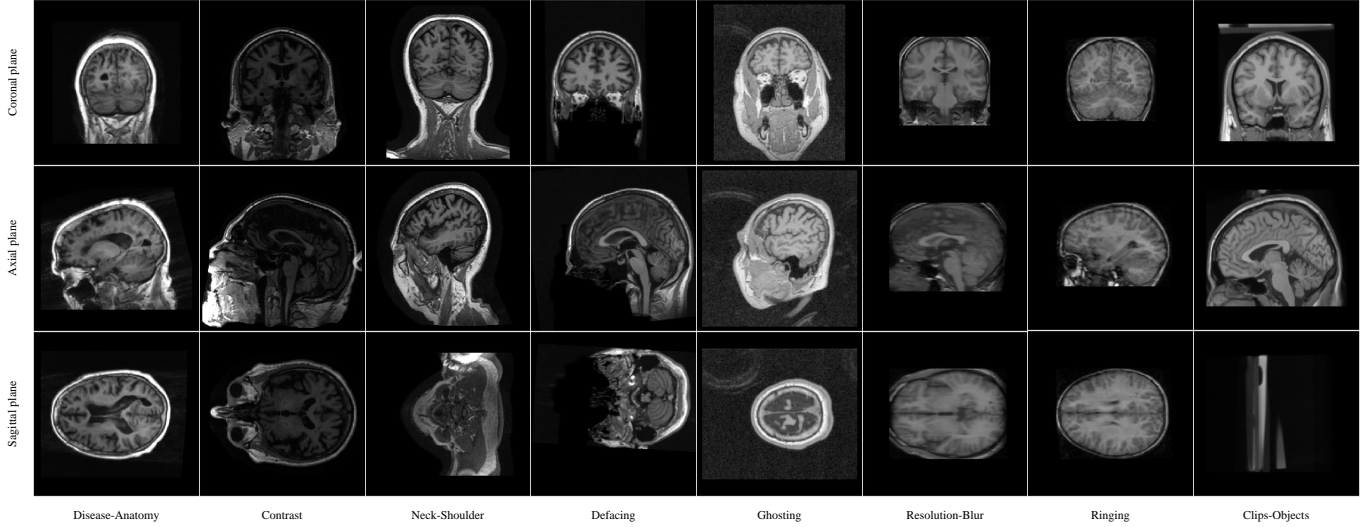 Coronal plane
Axial plane
Sagittal plane
Disease-Anatomy
Contrast
Neck-Shoulder
Defacing
Ghosting
Resolution-Blur
Ringing
Clips-Objects